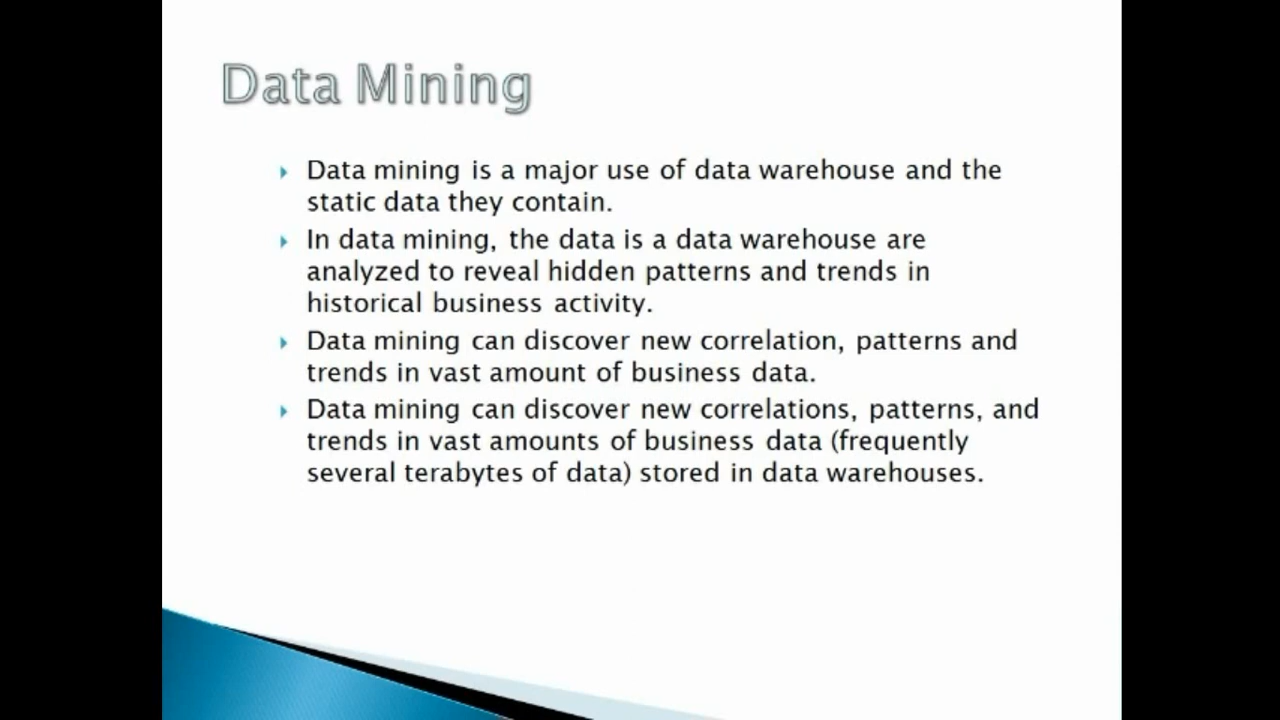 Data Mining
Data mining is a major use of data warehouse and the
static data they contain.
In data mining, the data is a data warehouse are
analyzed to reveal hidden patterns and trends in
historical business activity.
Data mining can discover new correlation, patterns and
trends in vast amount of business data.
Data mining can discover new correlations, patterns, and
trends in vast amounts of business data (frequently
several terabytes of data) stored in data warehouses.